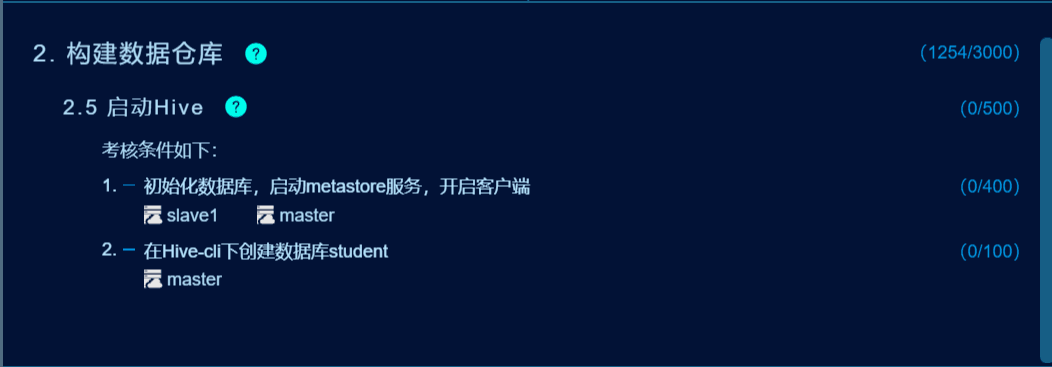 2. 构建数据仓库 ? (1254/3000)
2.5 启动Hive ? (0/500)
考核条件如下:
1. — 初始化数据库，启动metastore服务，开启客户端 (0/400)
slave1 master
2. — 在Hive-cli下创建数据库student (0/100)
master